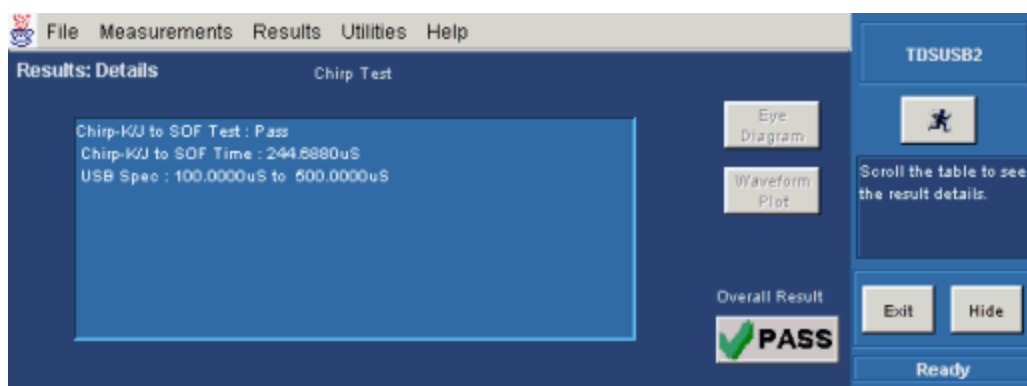 File Measurements Results Utilities Help
Results: Details
Chirp Test
Chirp-K/J to SOF Test : Pass
Chirp-K/J to SOF Time : 244.6880uS
USB Spec : 100.0000uS to 500.0000uS
Eye
Diagram
Waveform
Plot
Overall Result
PASS
TDSUSB2
Scroll the table to see
the result details.
Exit
Hide
Ready